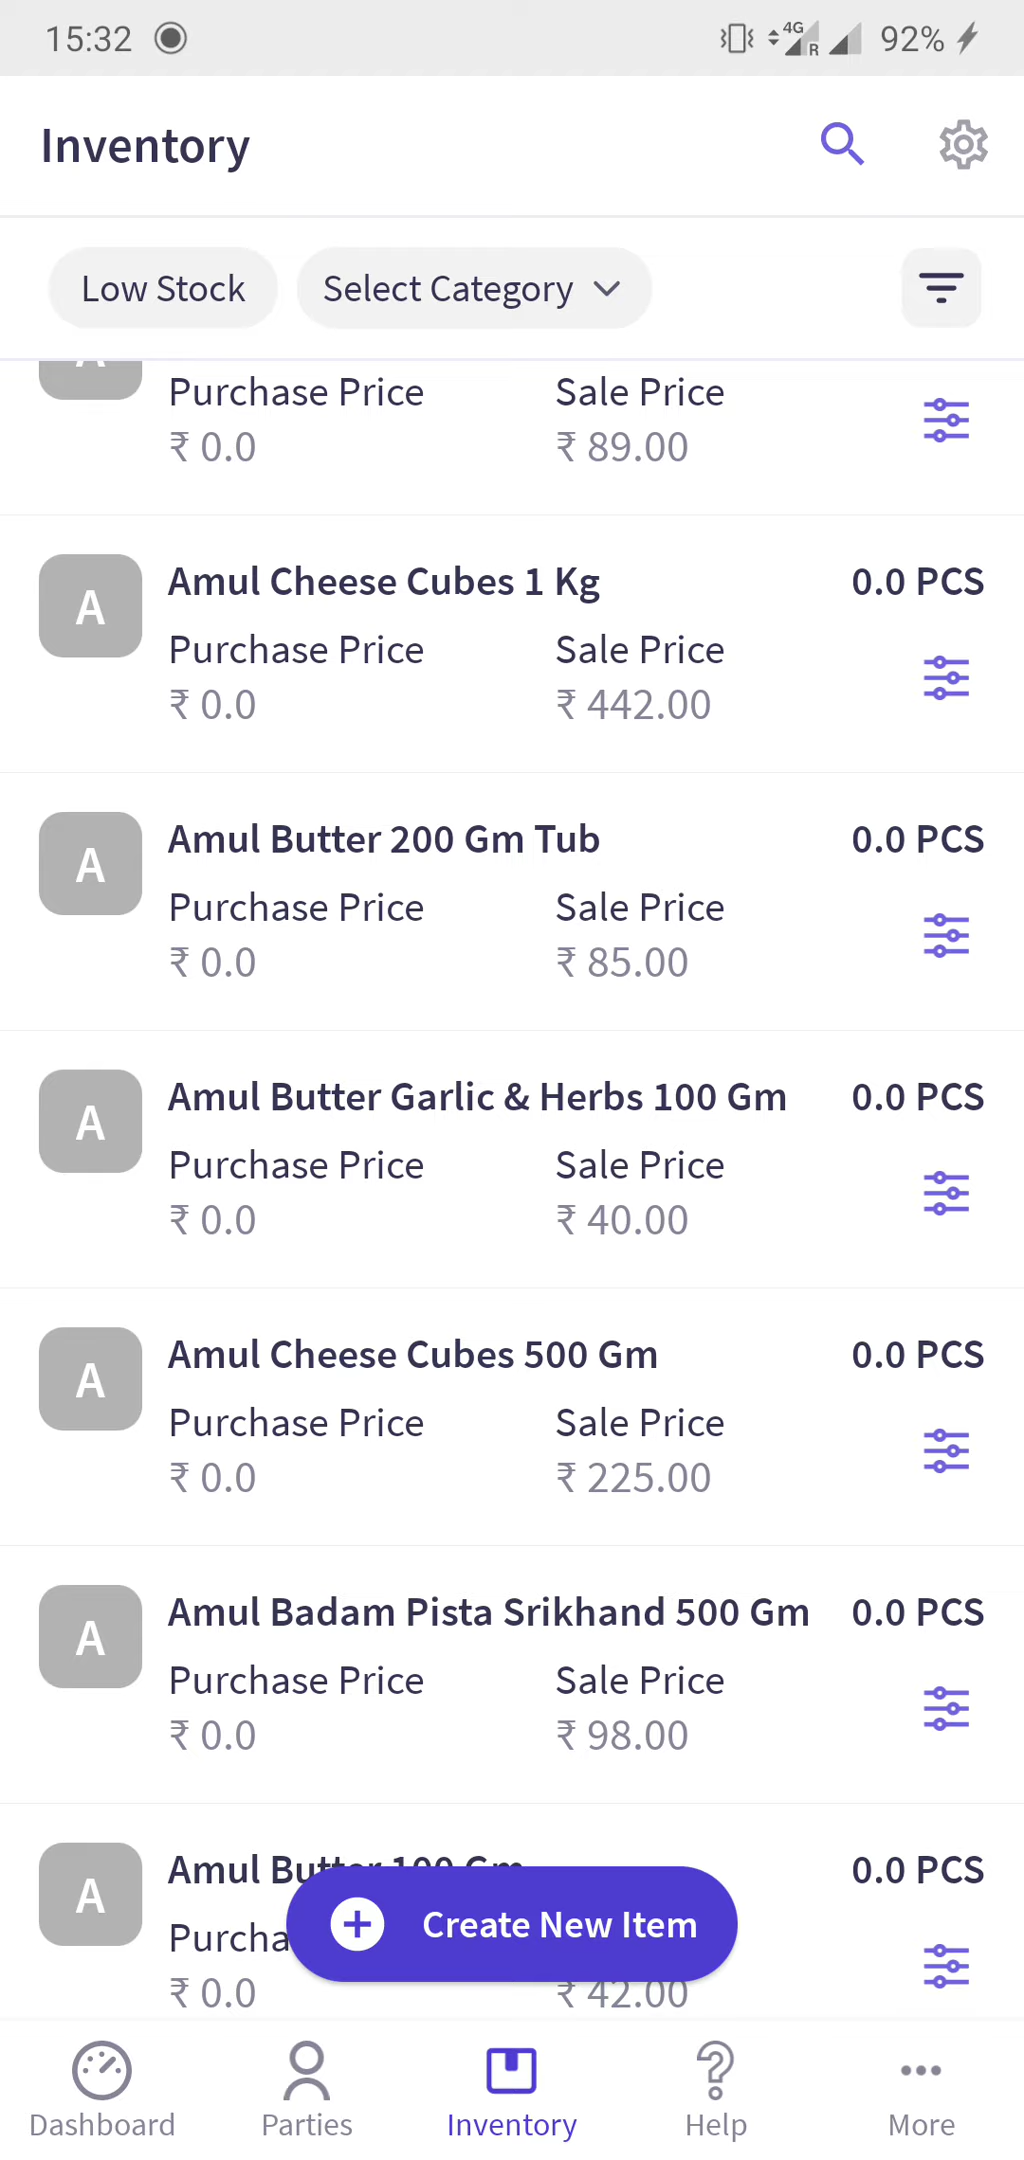 15:32 4G R 92%
Inventory
Low Stock Select Category
Purchase Price Sale Price
₹ 0.0 ₹ 89.00
A Amul Cheese Cubes 1 Kg 0.0 PCS
Purchase Price Sale Price
₹ 0.0 ₹ 442.00
A Amul Butter 200 Gm Tub 0.0 PCS
Purchase Price Sale Price
₹ 0.0 ₹ 85.00
A Amul Butter Garlic & Herbs 100 Gm 0.0 PCS
Purchase Price Sale Price
₹ 0.0 ₹ 40.00
A Amul Cheese Cubes 500 Gm 0.0 PCS
Purchase Price Sale Price
₹ 0.0 ₹ 225.00
A Amul Badam Pista Srikhand 500 Gm 0.0 PCS
Purchase Price Sale Price
₹ 0.0 ₹ 98.00
A Amul Butter 100 Gm 0.0 PCS
Purcha
Create New Item
₹ 0.0 ₹ 42.00
Dashboard Parties Inventory Help More